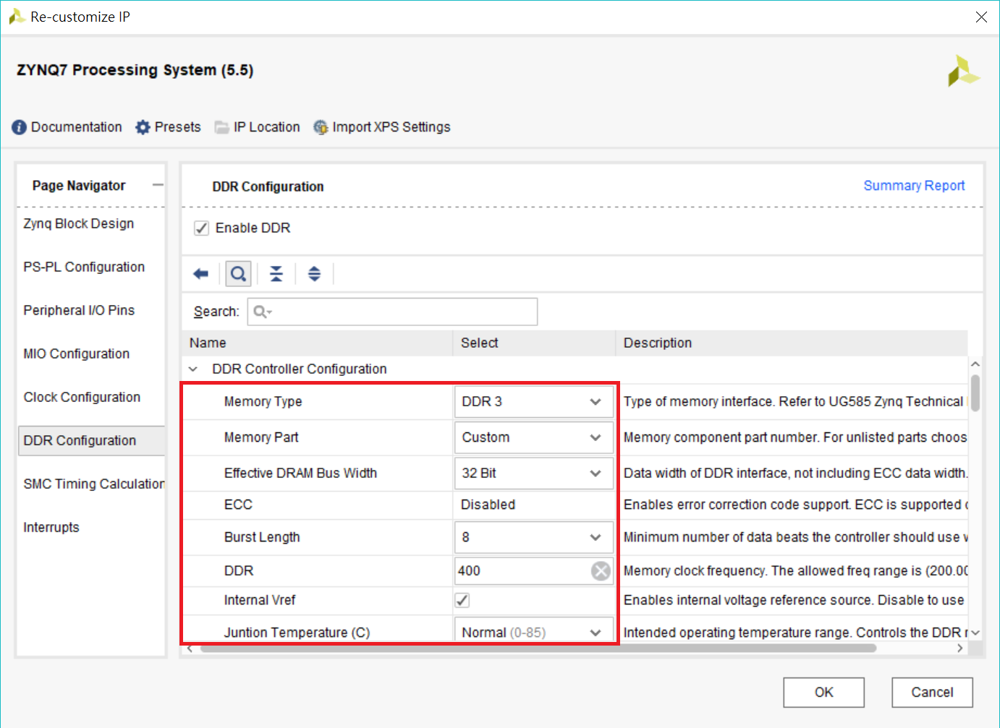 Re-customize IP
ZYNQ7 Processing System (5.5)
Documentation Presets IP Location Import XPS Settings
Page Navigator
Zynq Block Design
PS-PL Configuration
Peripheral I/O Pins
MIO Configuration
Clock Configuration
DDR Configuration
SMC Timing Calculation
Interrupts
DDR Configuration Summary Report
Enable DDR
Search:
Name Select Description
DDR Controller Configuration
Memory Type DDR 3 Type of memory interface. Refer to UG585 Zynq Technical
Memory Part Custom Memory component part number. For unlisted parts choos
Effective DRAM Bus Width 32 Bit Data width of DDR interface, not including ECC data width.
ECC Disabled Enables error correction code support. ECC is supported
Burst Length 8 Minimum number of data beats the controller should use
DDR 400 Memory clock frequency. The allowed freq range is (200.00
Internal Vref Enables internal voltage reference source. Disable to use
Juntion Temperature (C) Normal (0-85) Intended operating temperature range. Controls the DDR
OK Cancel